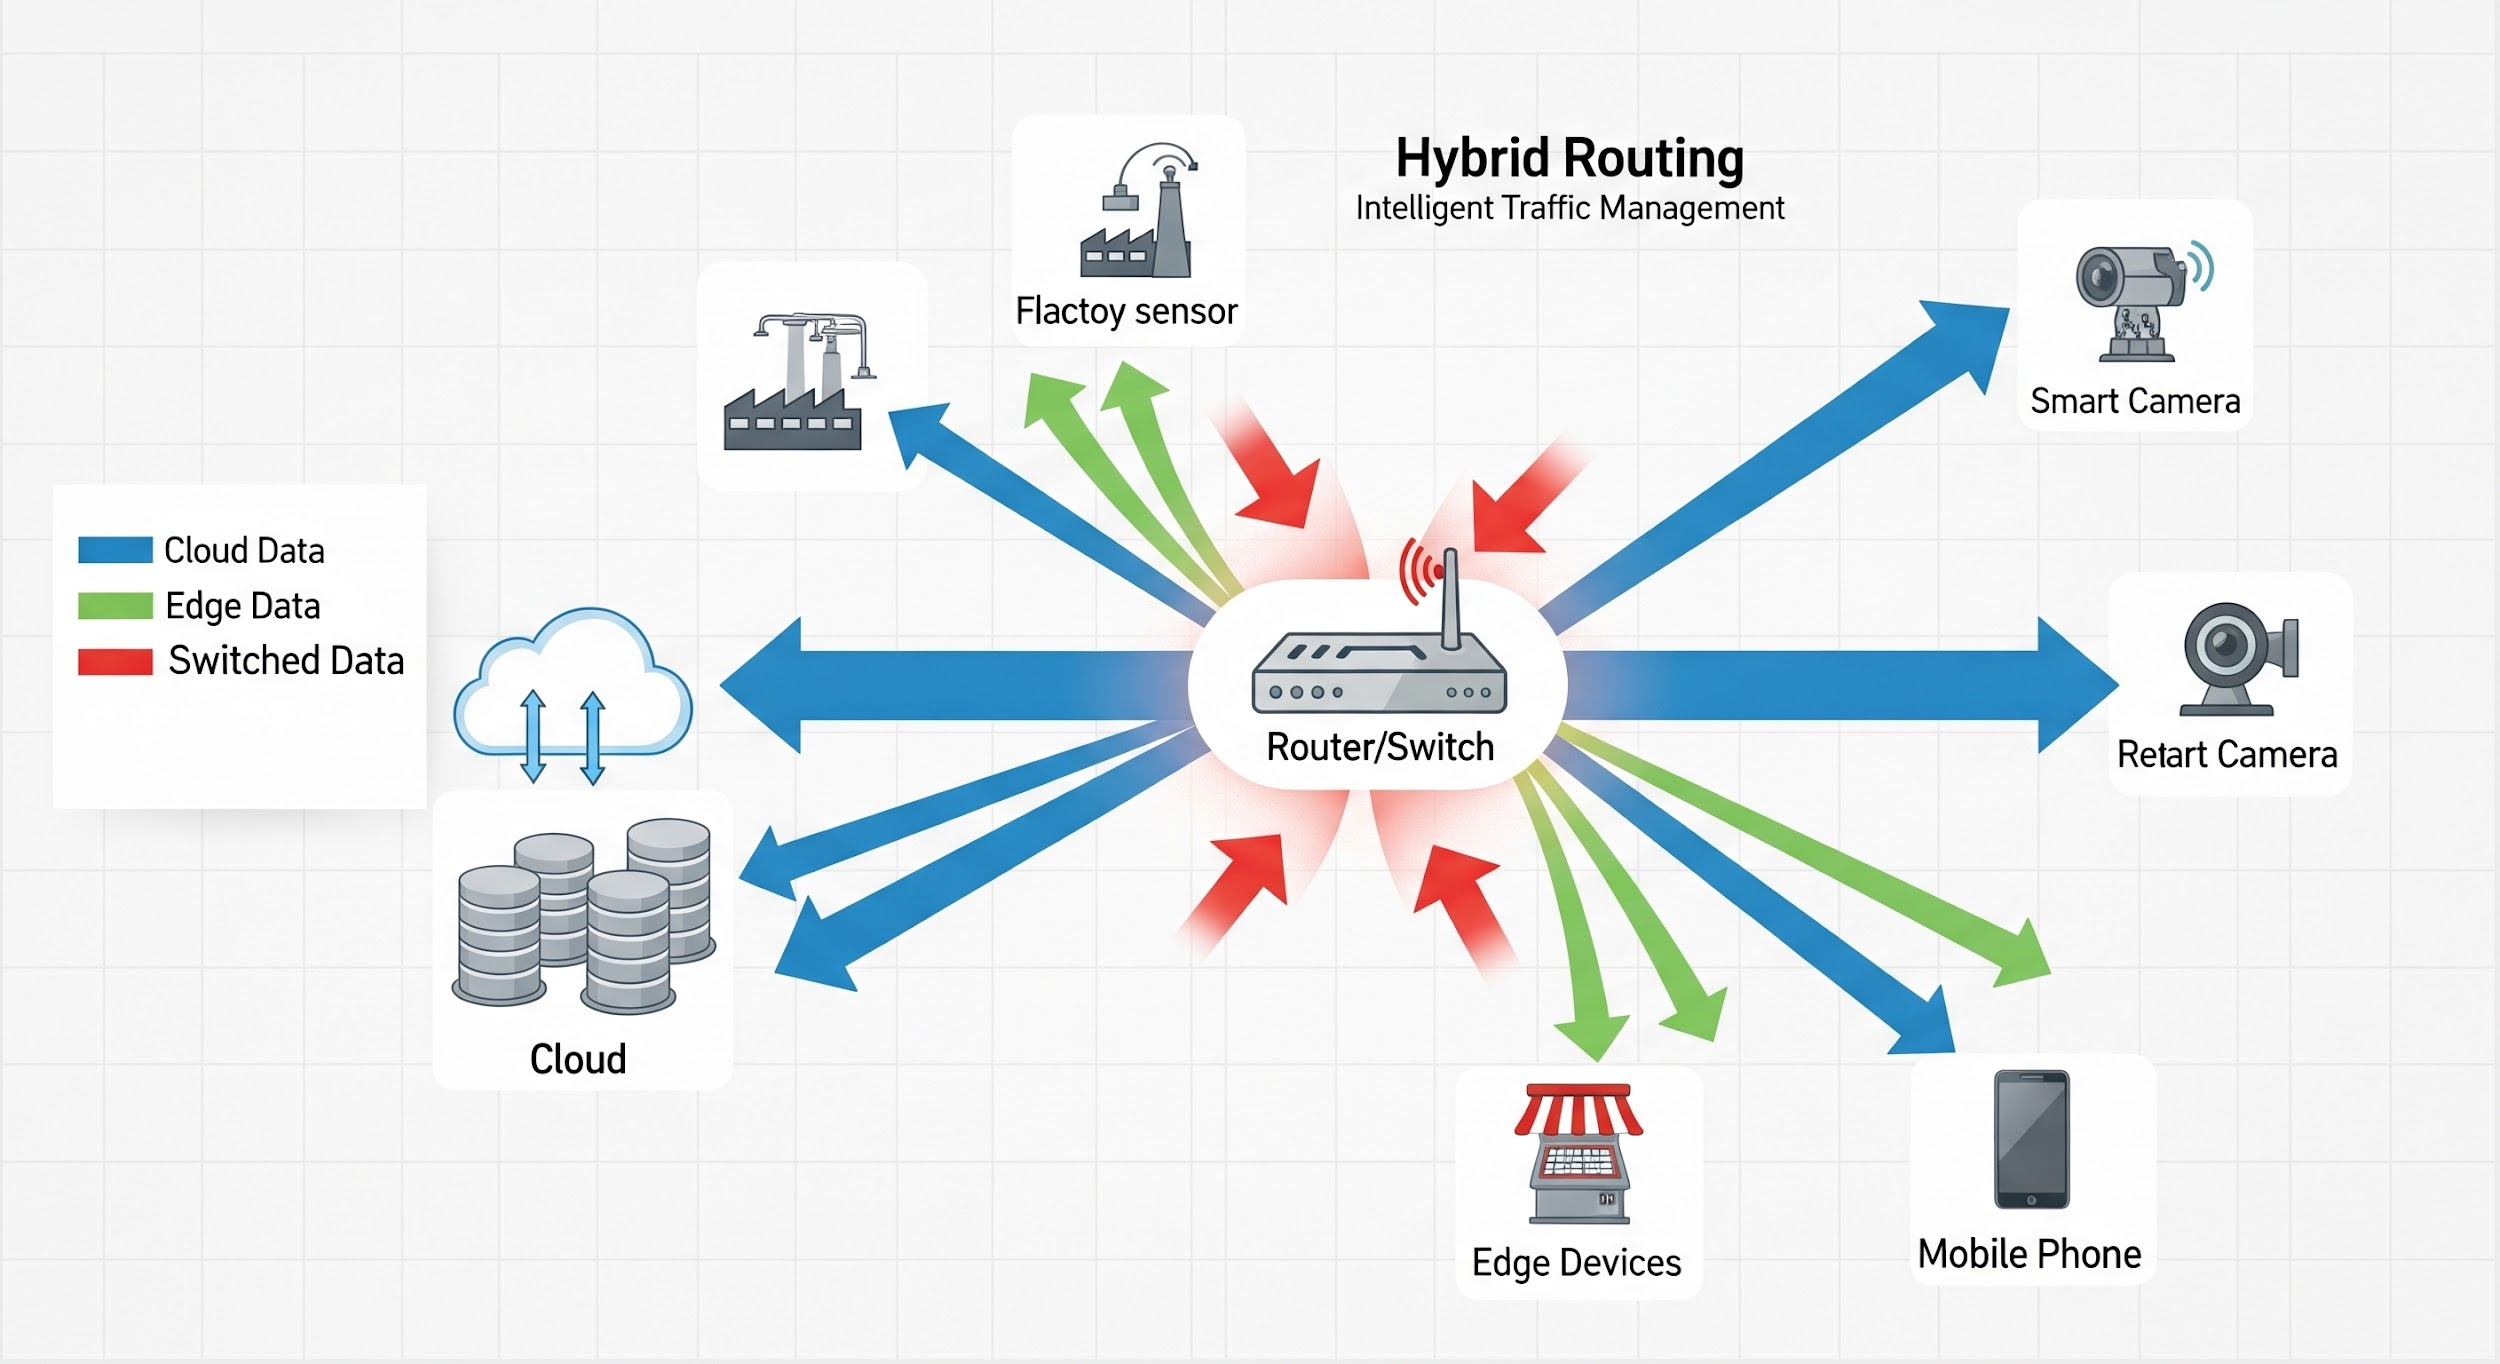 Hybrid Routing
Intelligent Traffic Management
Flactoy sensor
Smart Camera
Cloud Data
Edge Data
Switched Data
Router/Switch
Retart Camera
Cloud
Edge Devices
Mobile Phone